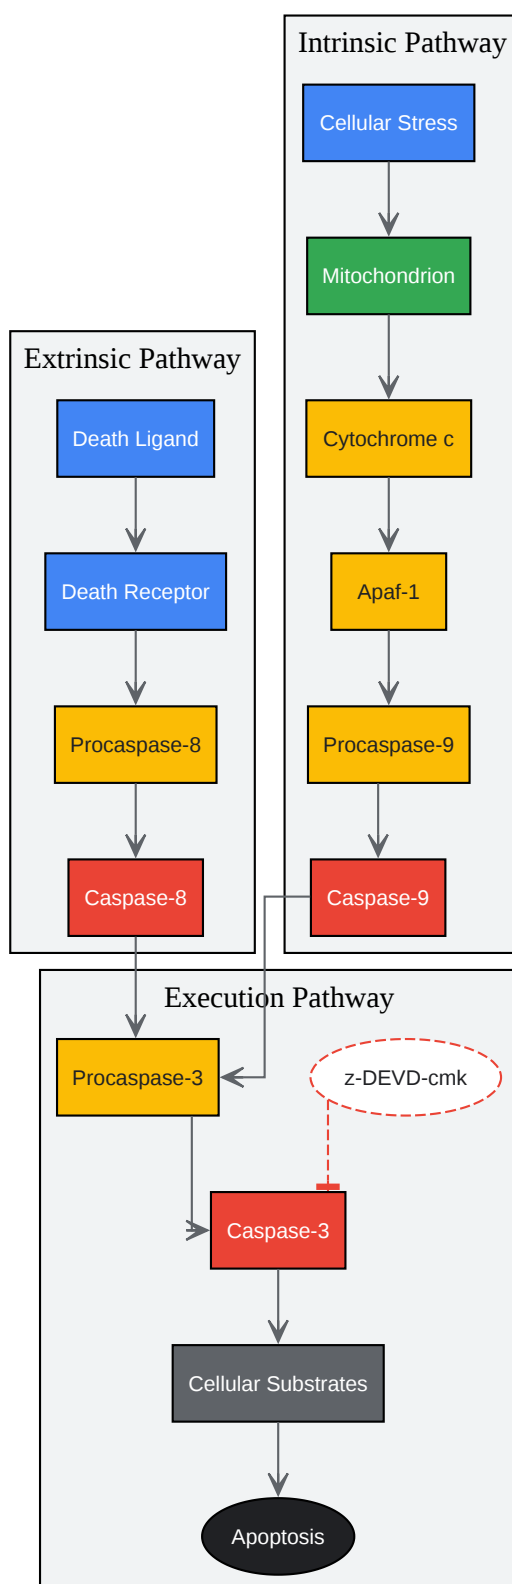 Intrinsic Pathway
Cellular Stress
Mitochondrion
Cytochrome c
Apaf-1
Procaspase-9
Caspase-9
Extrinsic Pathway
Death Ligand
Death Receptor
Procaspase-8
Caspase-8
Execution Pathway
Procaspase-3
z-DEVD-cmk
Caspase-3
Cellular Substrates
Apoptosis